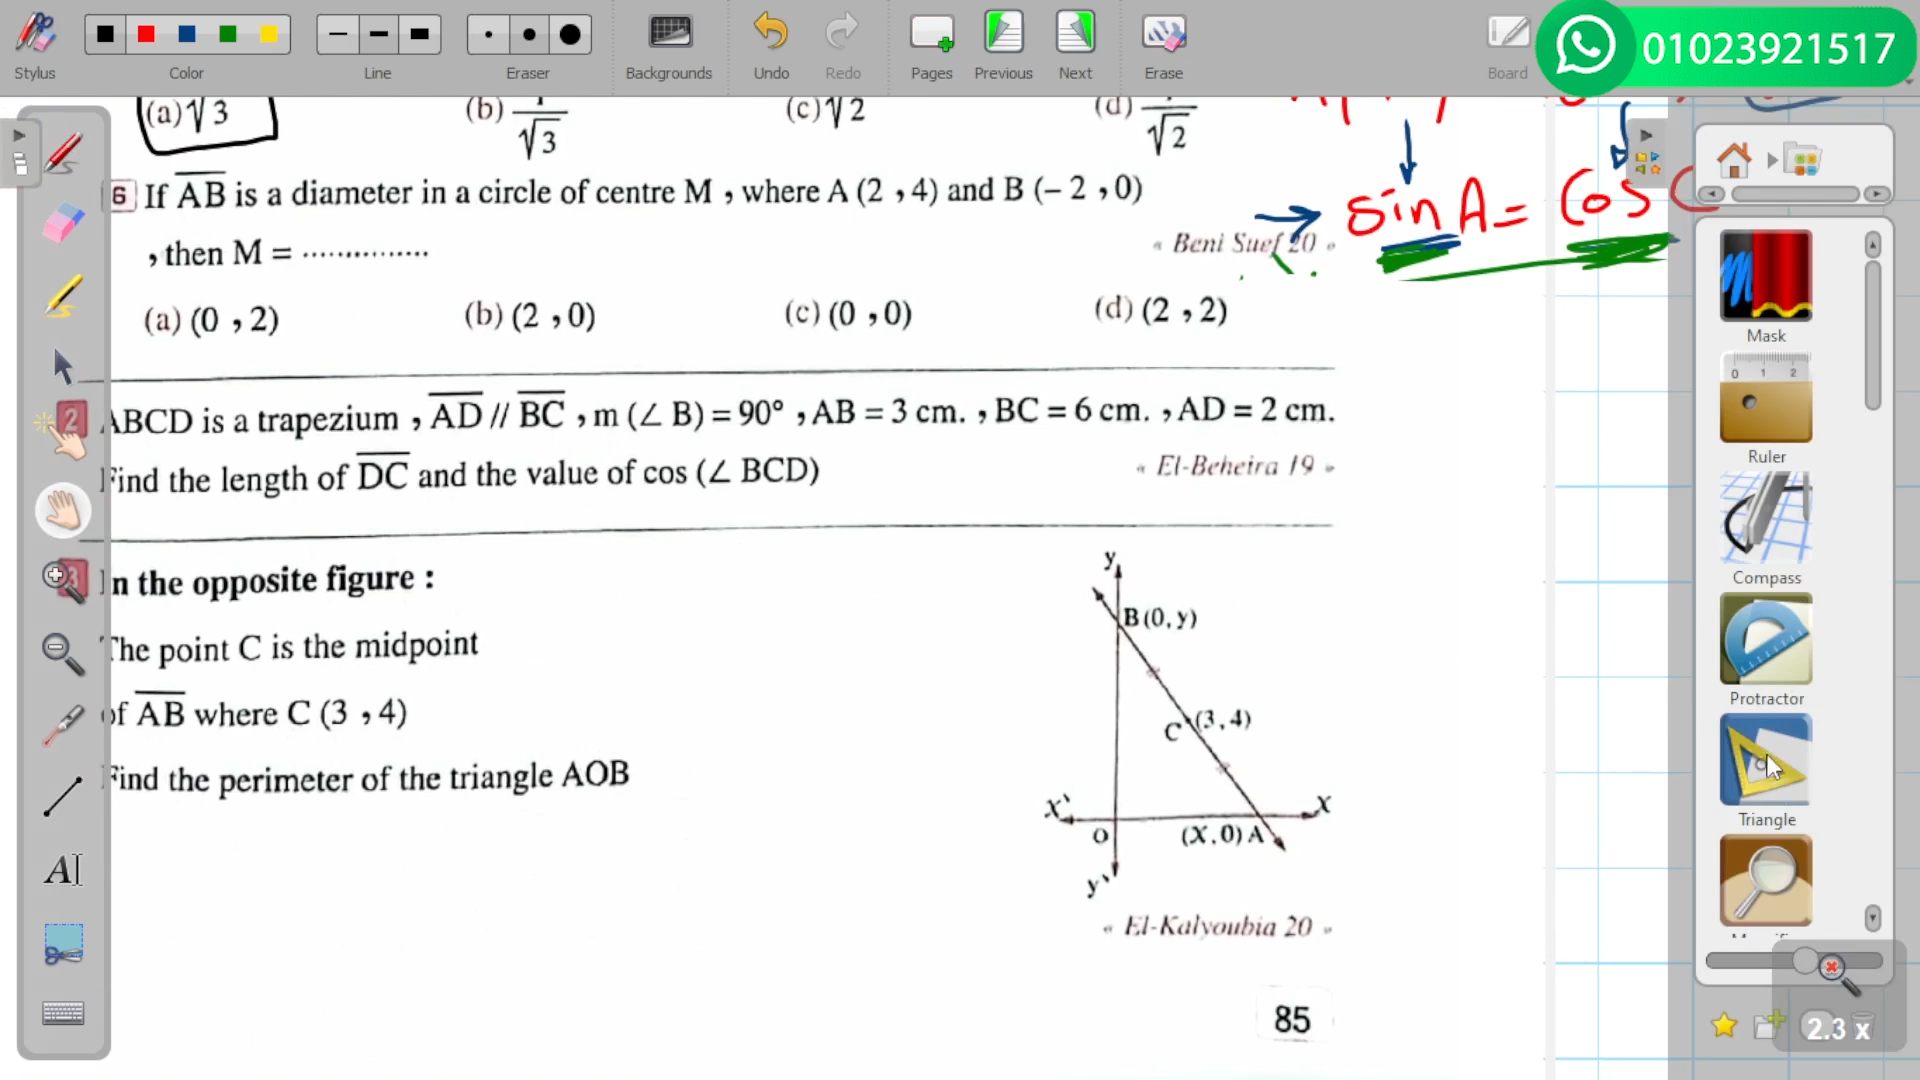 Stylus Color Line Eraser Backgrounds Undo Redo Pages Previous Next Erase Board
01023921517
(a) √3 (b) 1/√3 (c) √2 (d) 1/√2
6 If AB is a diameter in a circle of centre M , where A (2 , 4) and B (– 2 , 0)
, then M = ··············
« Beni Suef 20 »
sin A = Cos C
(a) (0 , 2) (b) (2 , 0) (c) (0 , 0) (d) (2 , 2)
2 ABCD is a trapezium , AD // BC , m (∠ B) = 90° , AB = 3 cm. , BC = 6 cm. , AD = 2 cm.
Find the length of DC and the value of cos (∠ BCD)
« El-Beheira 19 »
3 In the opposite figure :
The point C is the midpoint
of AB where C (3 , 4)
Find the perimeter of the triangle AOB
y
B (0, y)
C (3, 4)
x` x
O (X, 0) A
y`
« El-Kalyoubia 20 »
85
Mask
0 1 2
Ruler
Compass
Protractor
Triangle
2.3 x